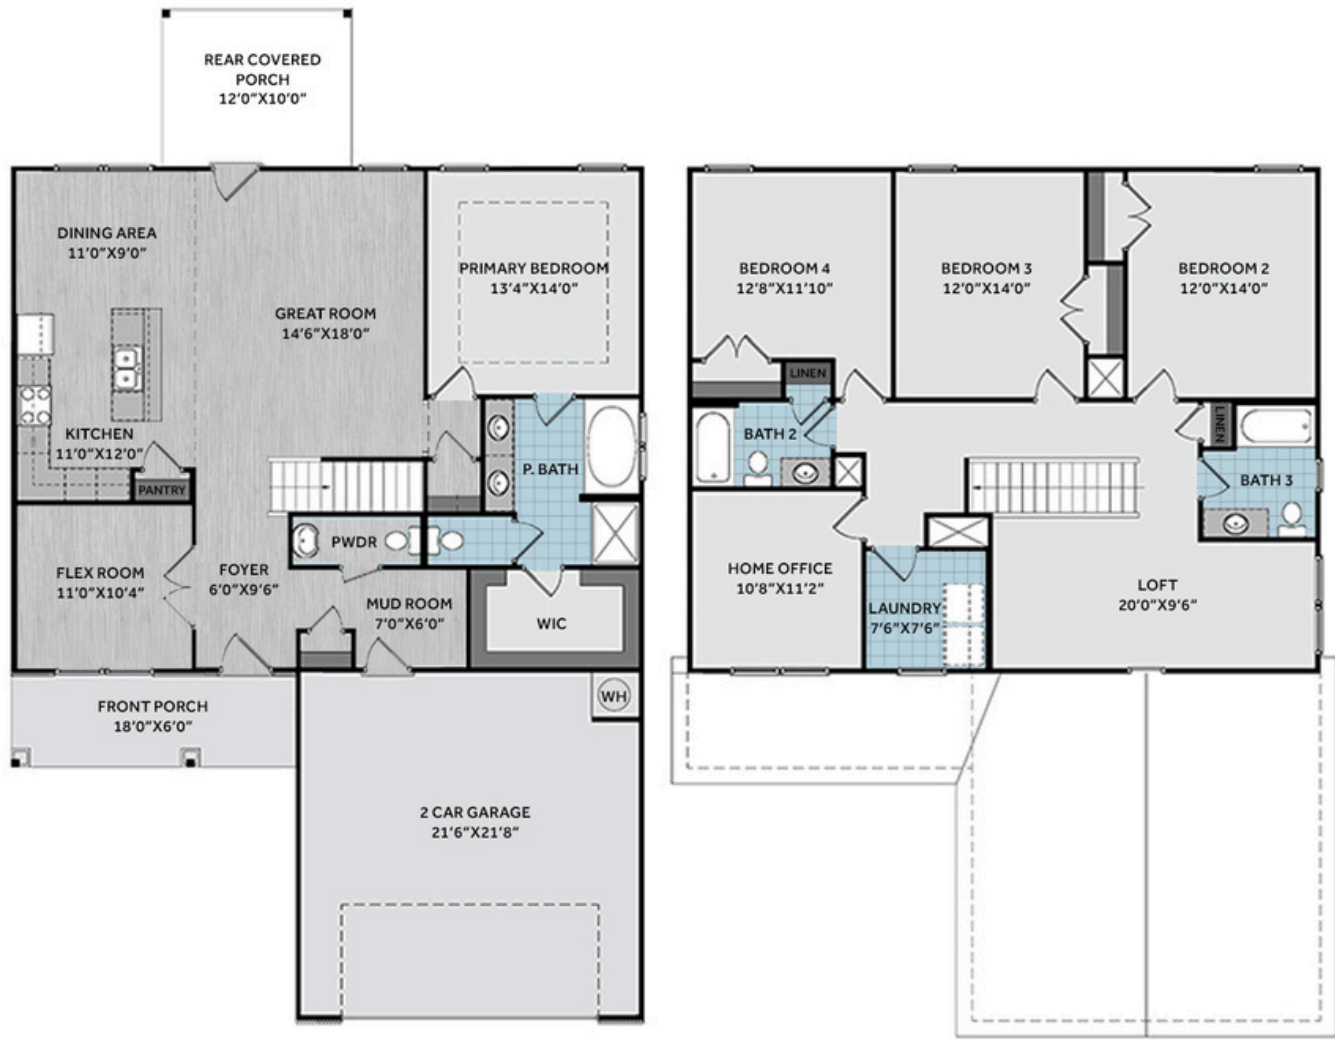 REAR COVERED
PORCH
12'0"X10'0"
DINING AREA
11'0"X9'0"
GREAT ROOM
14'6"X18'0"
PRIMARY BEDROOM
13'4"X14'0"
KITCHEN
11'0"X12'0"
PANTRY
P. BATH
PWDR
FLEX ROOM
11'0"X10'4"
FOYER
6'0"X9'6"
MUD ROOM
7'0"X6'0"
WIC
FRONT PORCH
18'0"X6'0"
WH
2 CAR GARAGE
21'6"X21'8"
BEDROOM 4
12'8"X11'10"
BEDROOM 3
12'0"X14'0"
BEDROOM 2
12'0"X14'0"
LINEN
BATH 2
LINEN
BATH 3
HOME OFFICE
10'8"X11'2"
LAUNDRY
7'6"X7'6"
LOFT
20'0"X9'6"